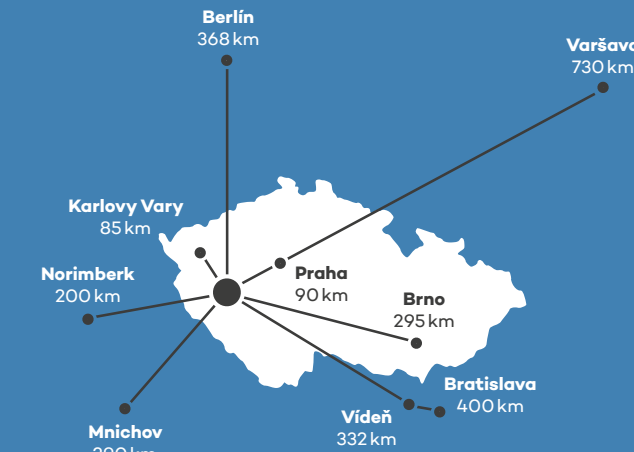 Berlín
368 km
Varšava
730 km
Karlovy Vary
85 km
Norimberk
200 km
Praha
90 km
Brno
295 km
Bratislava
400 km
Vídeň
332 km
Mnichov
km